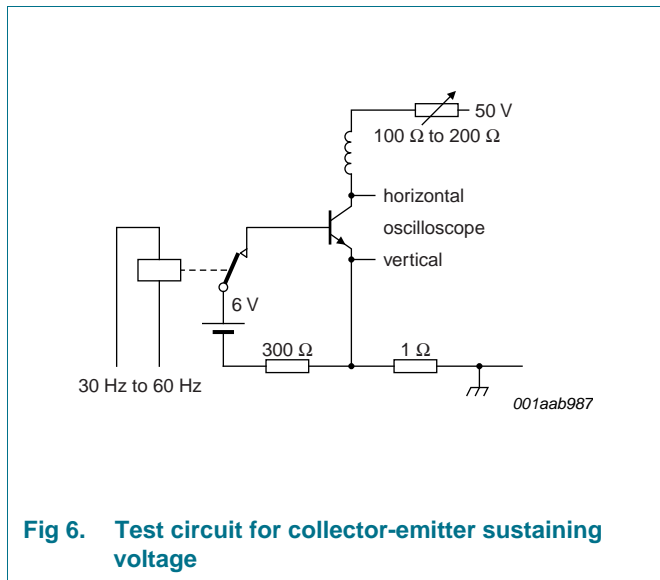 50 V
100 Ω to 200 Ω
horizontal
oscilloscope
vertical
6 V
300 Ω
1 Ω
30 Hz to 60 Hz
001aab987
Fig 6. Test circuit for collector-emitter sustaining
voltage